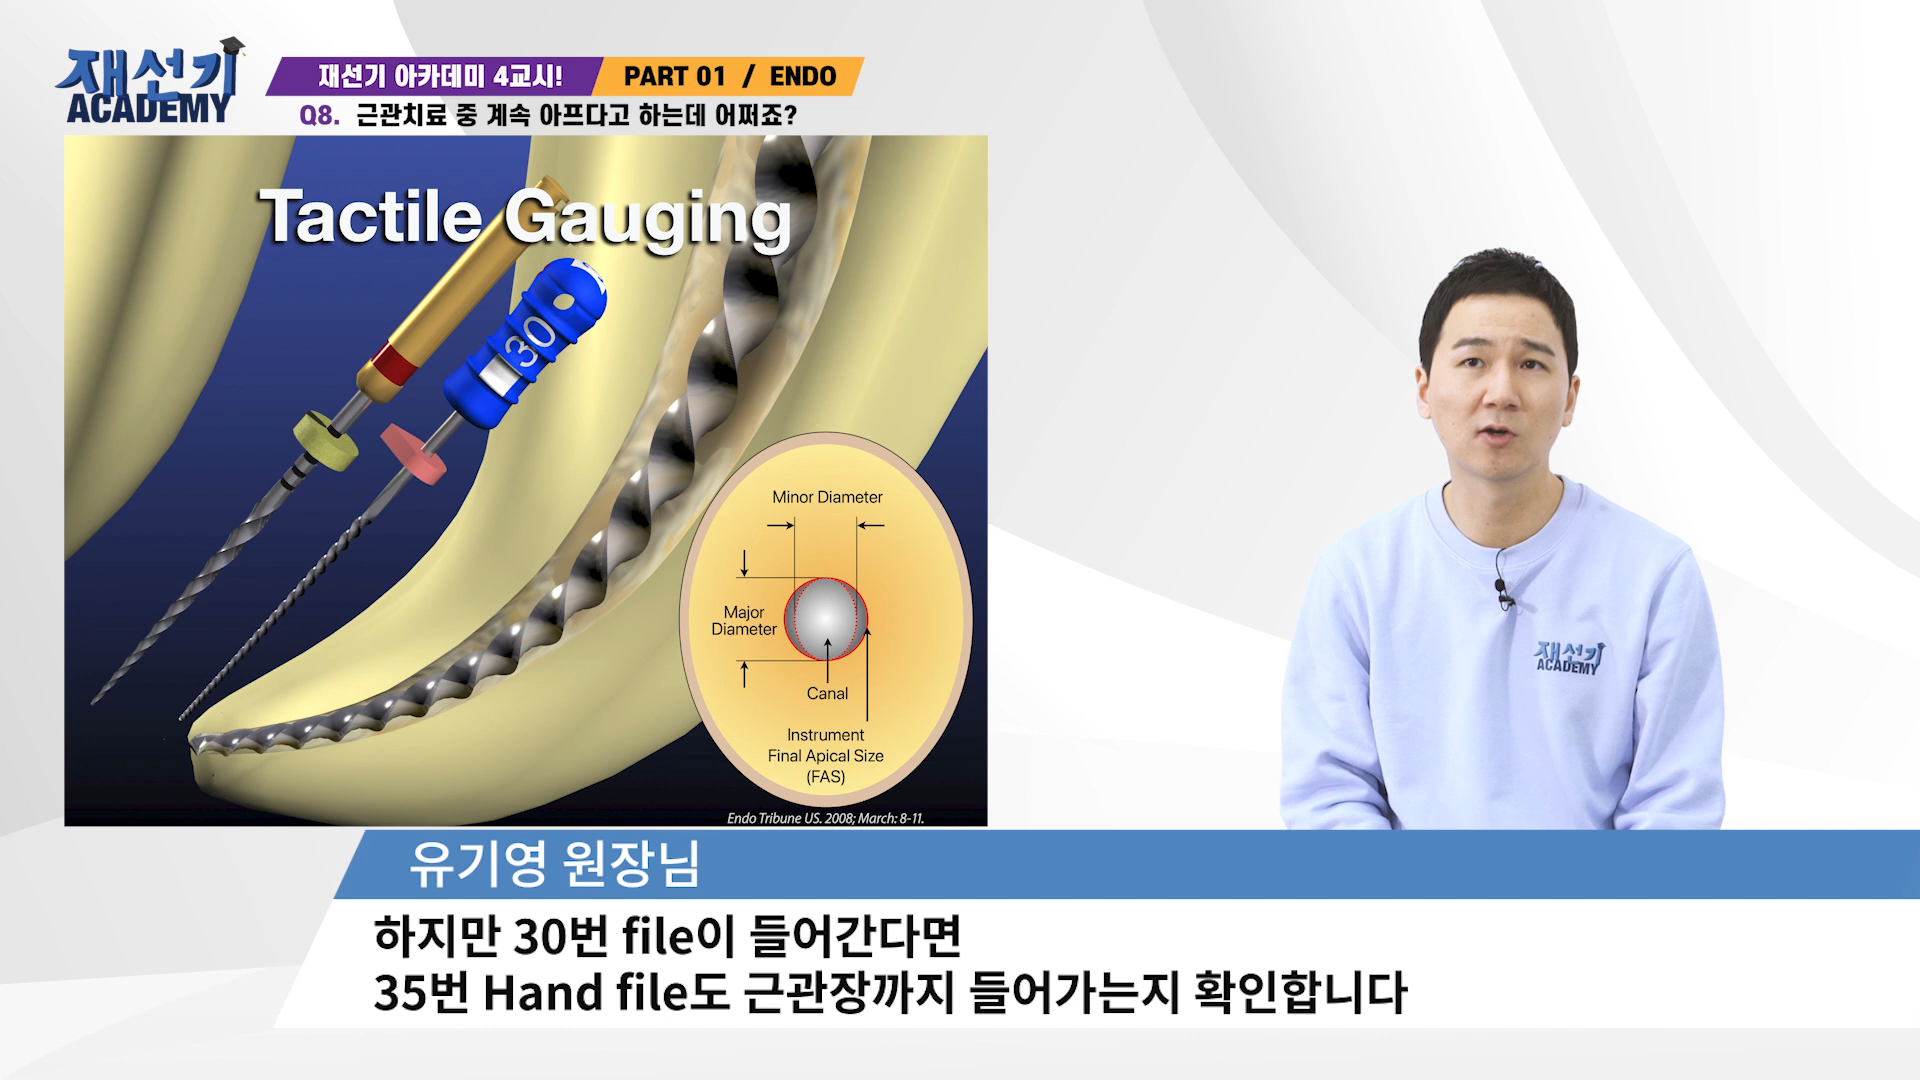 재선기
ACADEMY
재선기 아카데미 4교시!
PART 01 / ENDO
Q8. 근관치료 중 계속 아프다고 하는데 어쩌죠?
Tactile Gauging
30
Minor Diameter
Major
Diameter
Canal
Instrument
Final Apical Size
(FAS)
Endo Tribune US. 2008; March: 8-11.
재선기
ACADEMY
유기영 원장님
하지만 30번 file이 들어간다면
35번 Hand file도 근관장까지 들어가는지 확인합니다